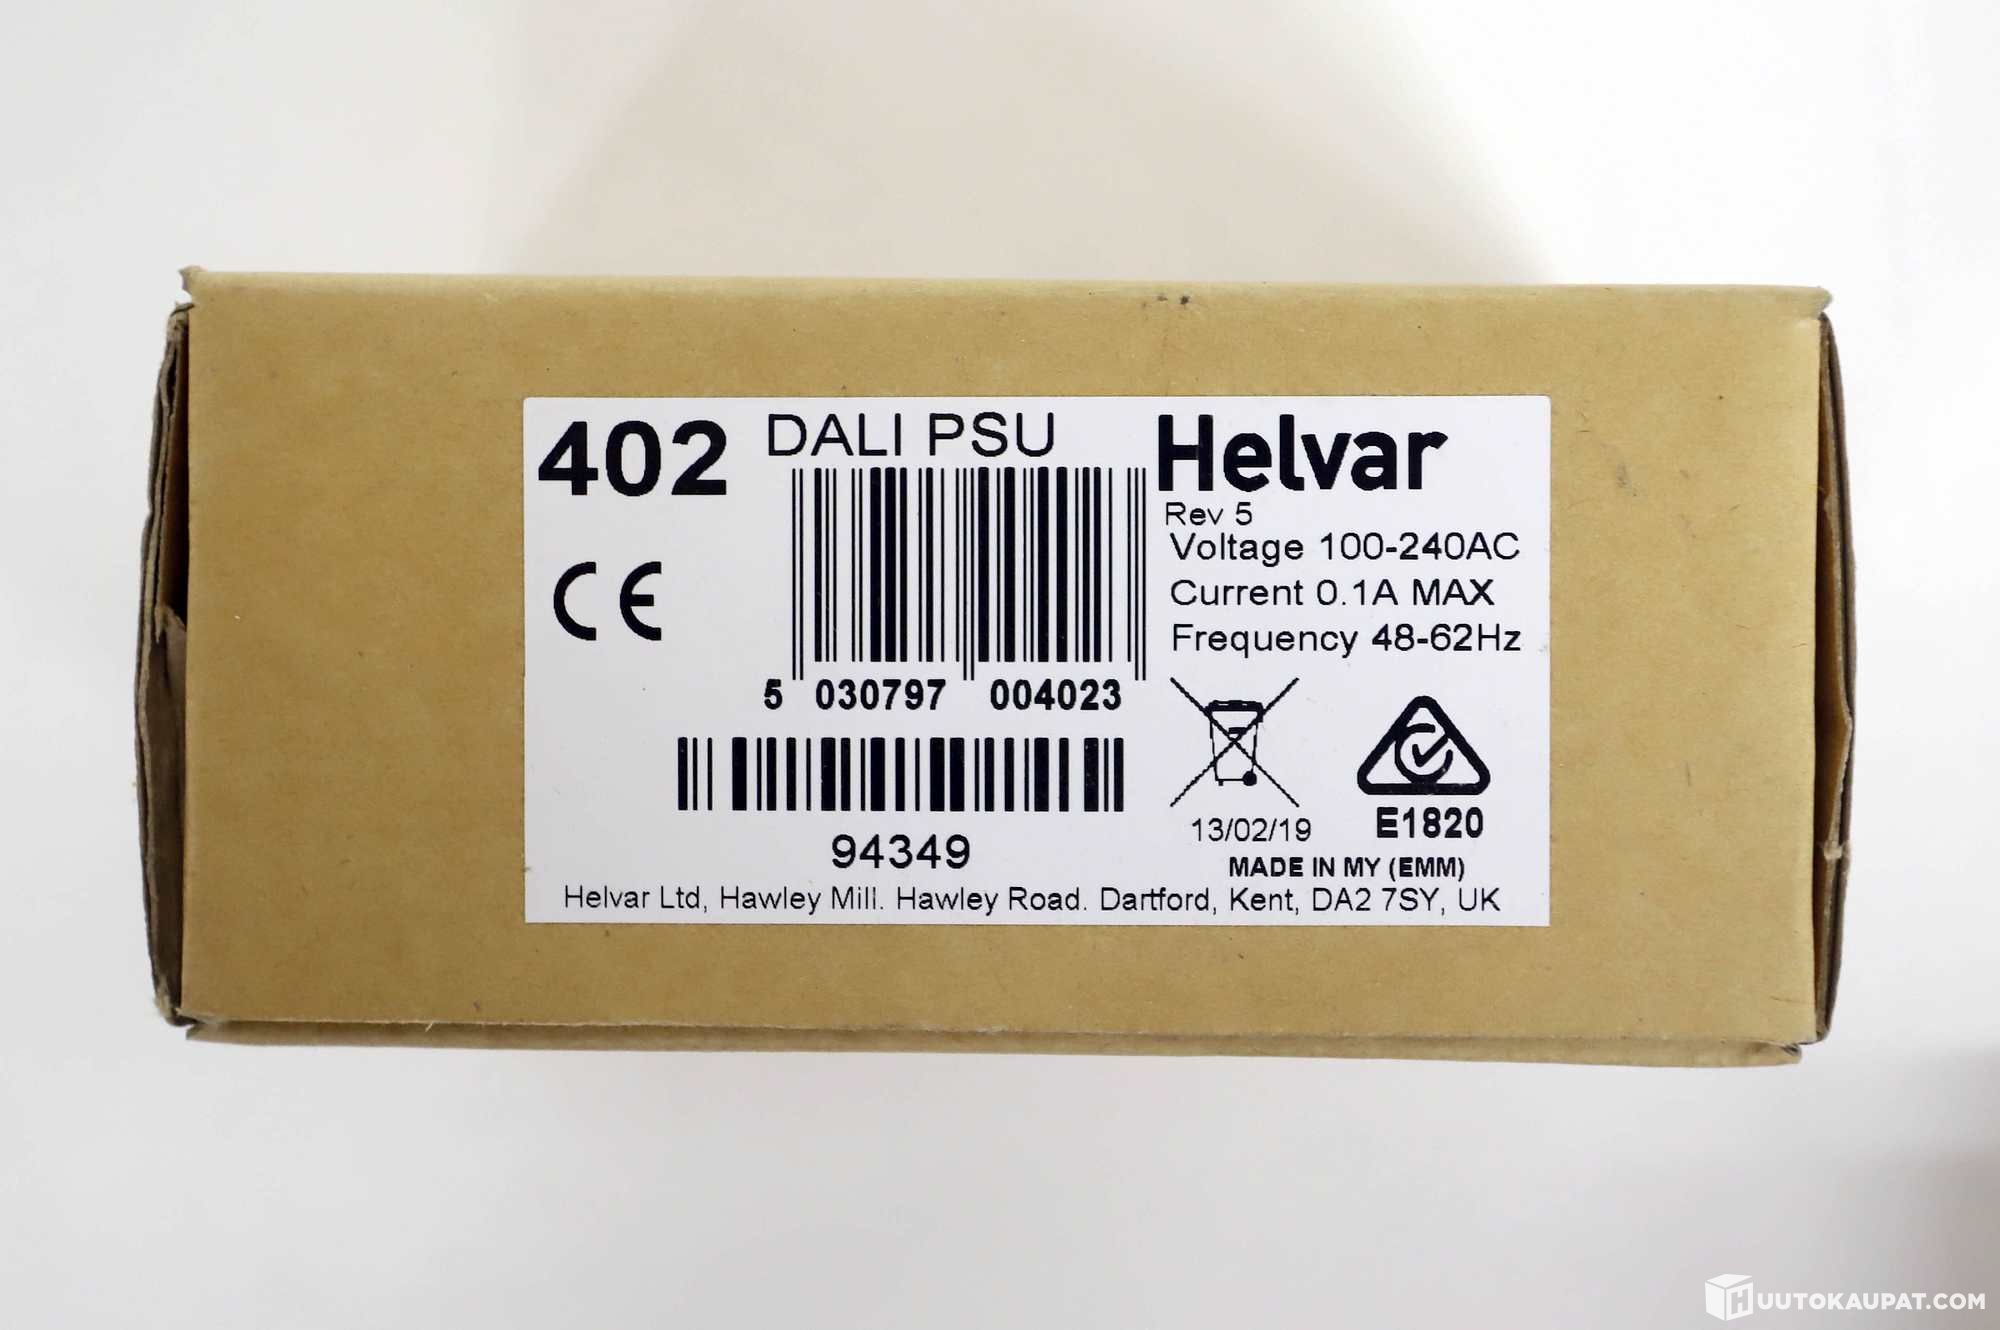 402
DALI PSU
Helvar
Rev 5
Voltage 100-240AC
Current 0.1A MAX
Frequency 48-62Hz
CE
5 030797 004023
94349
13/02/19
E1820
MADE IN MY (EMM)
Helvar Ltd, Hawley Mill. Hawley Road. Dartford, Kent, DA2 7SY, UK
HUUTOKAUPAT.COM